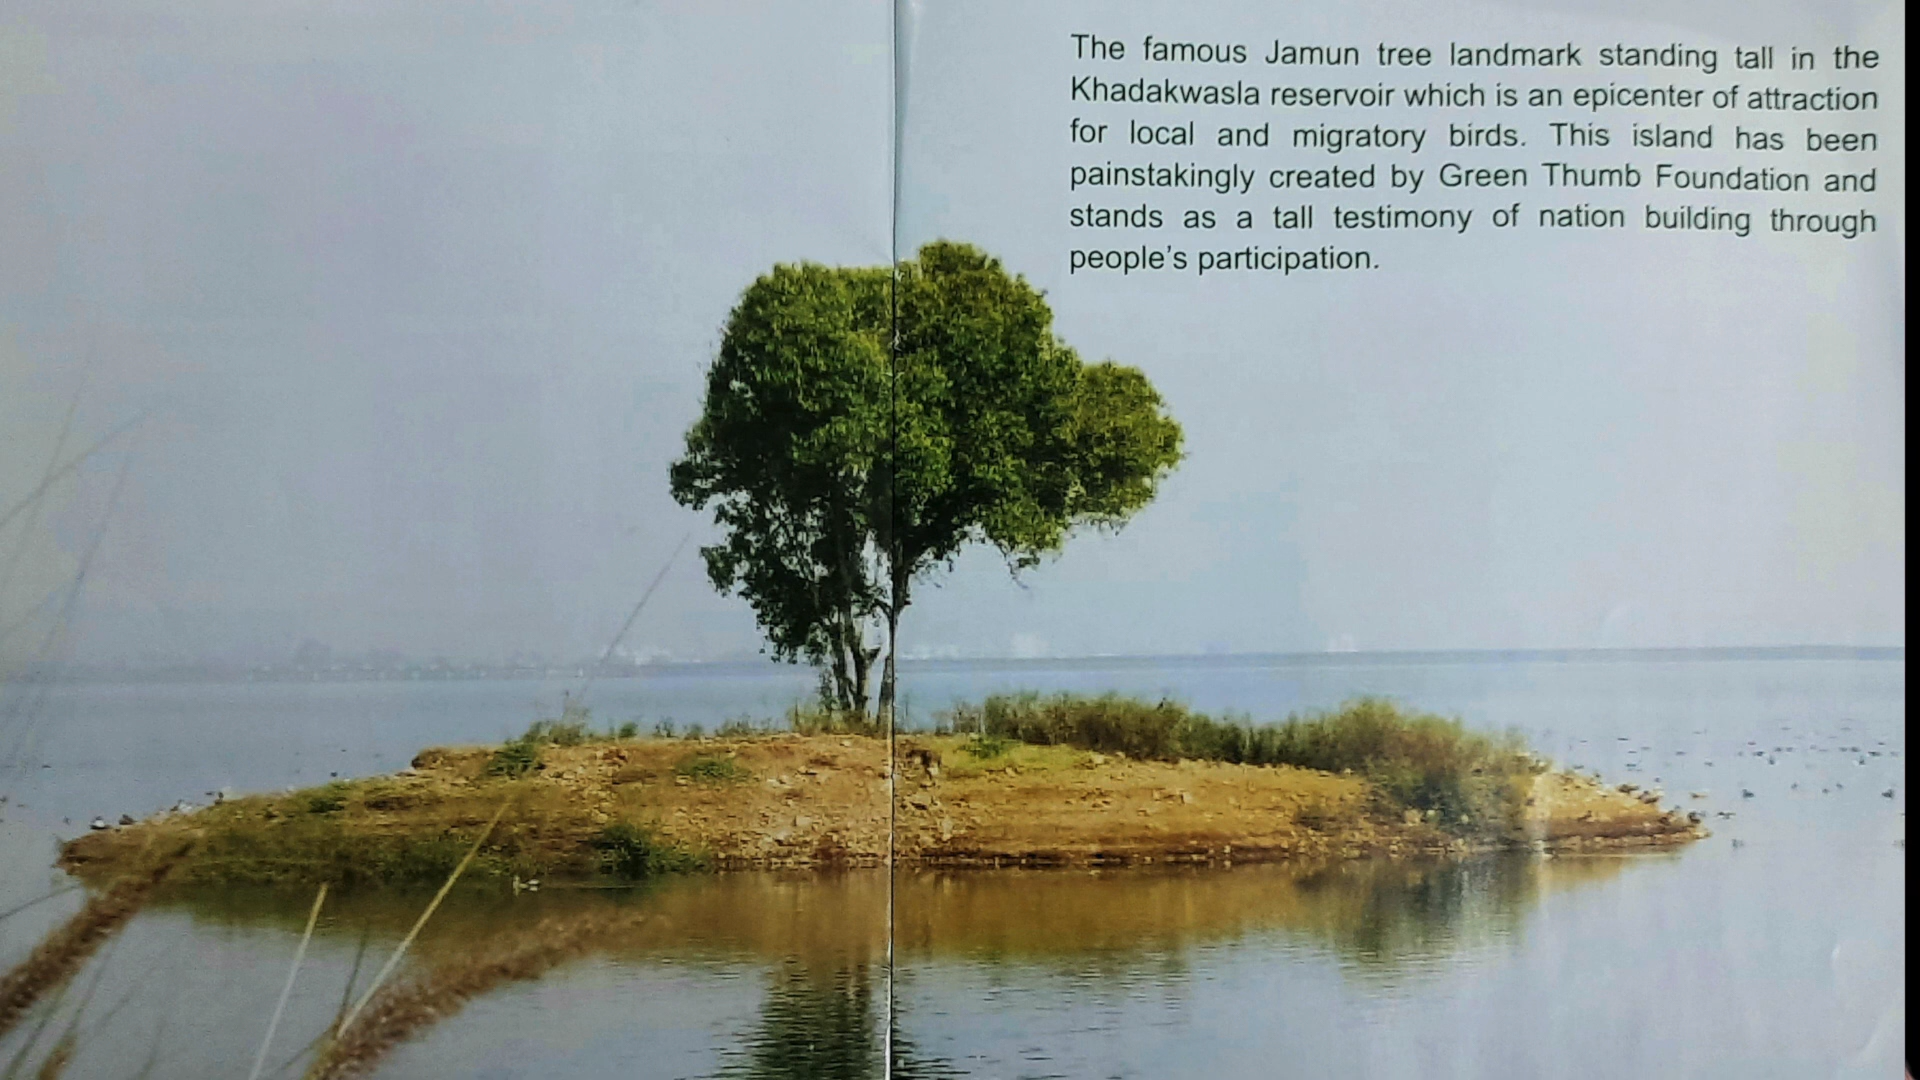 The famous Jamun tree landmark standing tall in the
Khadakwasla reservoir which is an epicenter of attraction
for local and migratory birds. This island has been
painstakingly created by Green Thumb Foundation and
stands as a tall testimony of nation building through
people's participation.